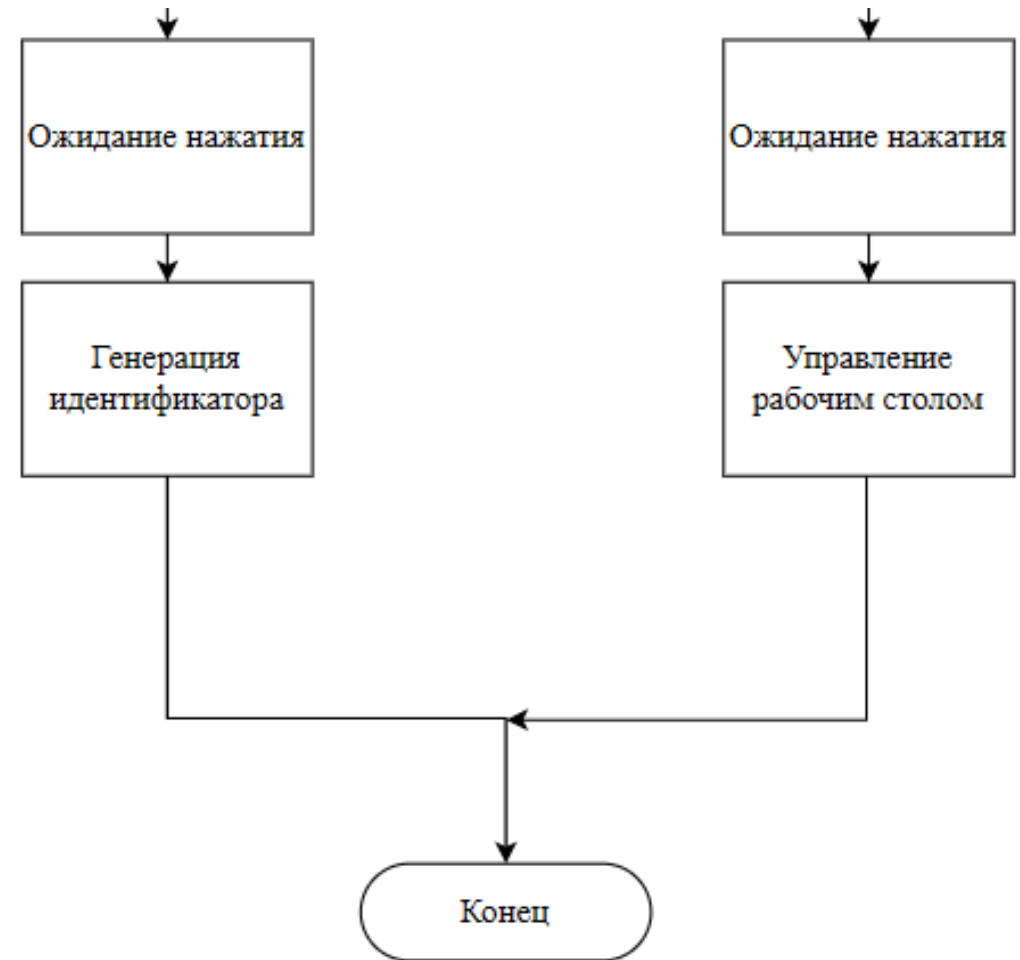 Ожидание нажатия
Ожидание нажатия
Генерация
идентификатора
Управление
рабочим столом
Конец